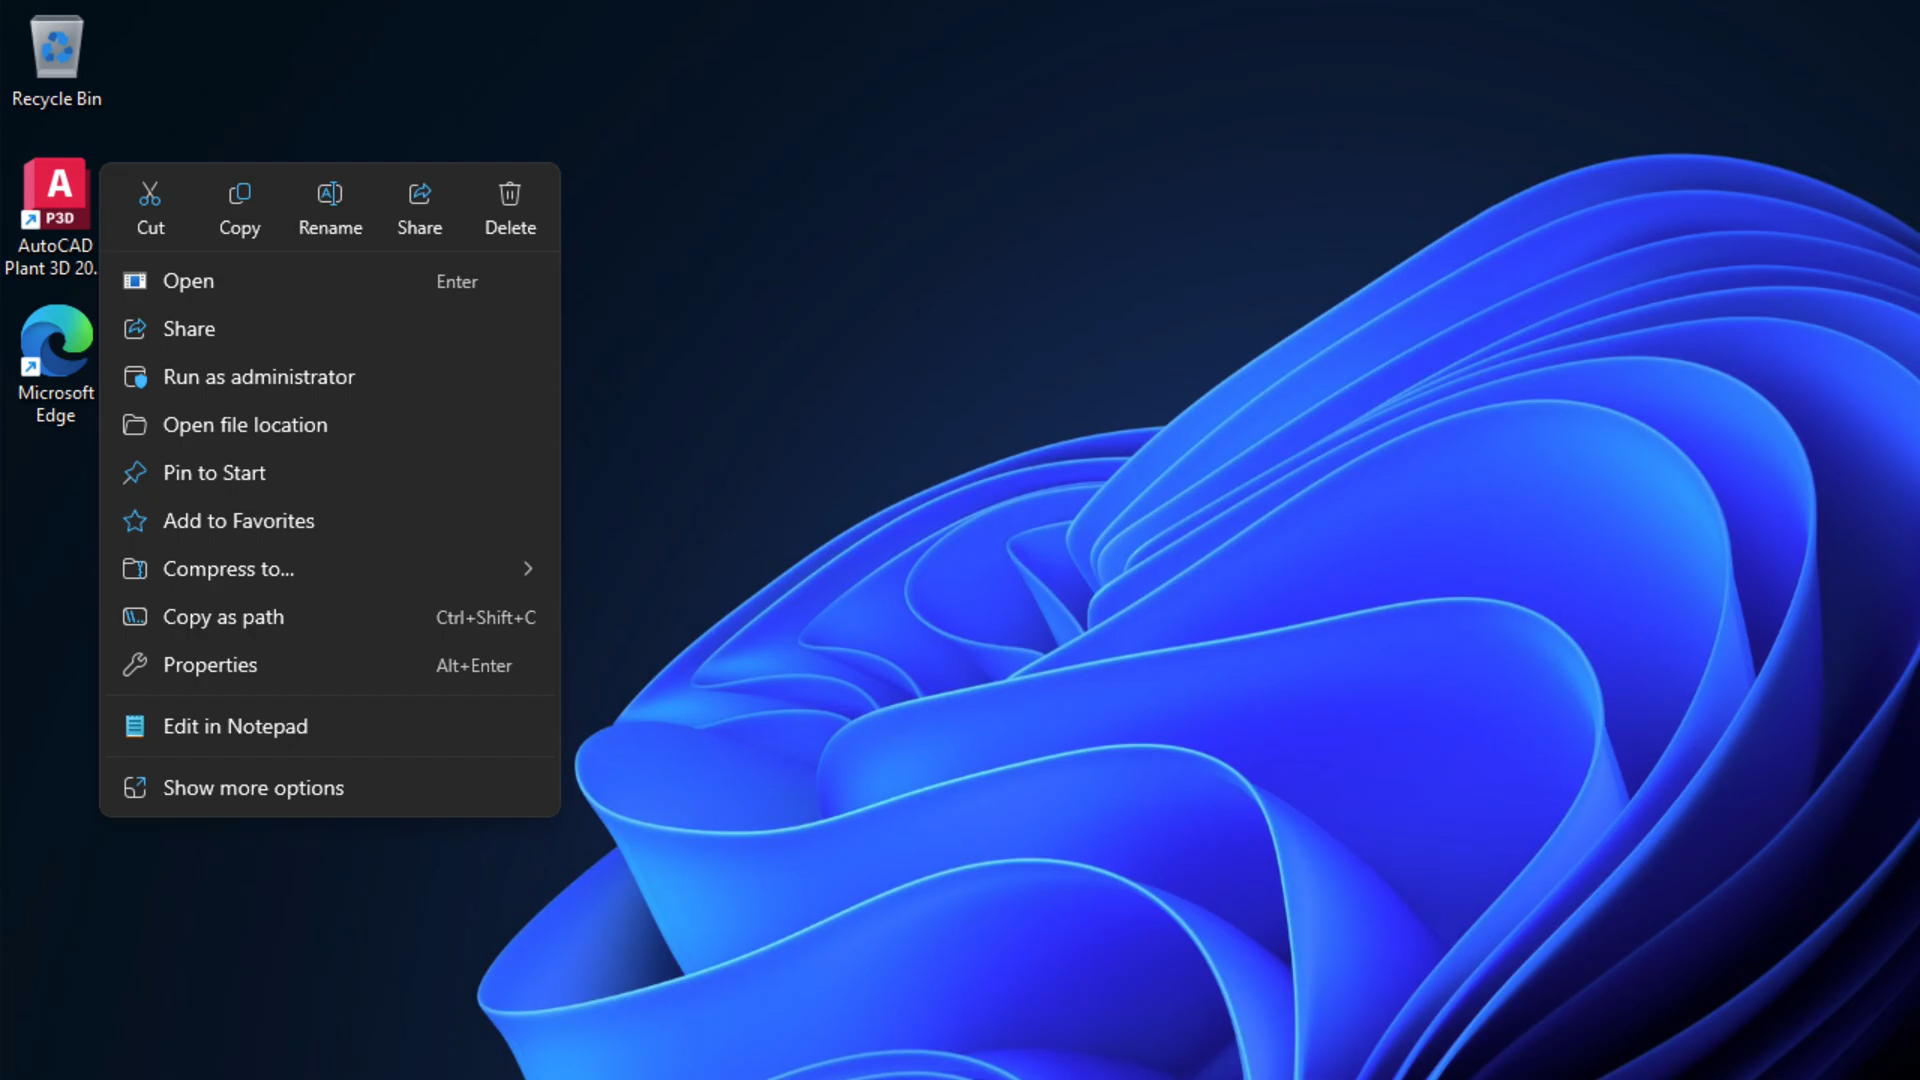 Recycle Bin
A
P3D
AutoCAD
Plant 3D 20.
Microsoft
Edge
Cut Copy Rename Share Delete
Open Enter
Share
Run as administrator
Open file location
Pin to Start
Add to Favorites
Compress to...
Copy as path Ctrl+Shift+C
Properties Alt+Enter
Edit in Notepad
Show more options